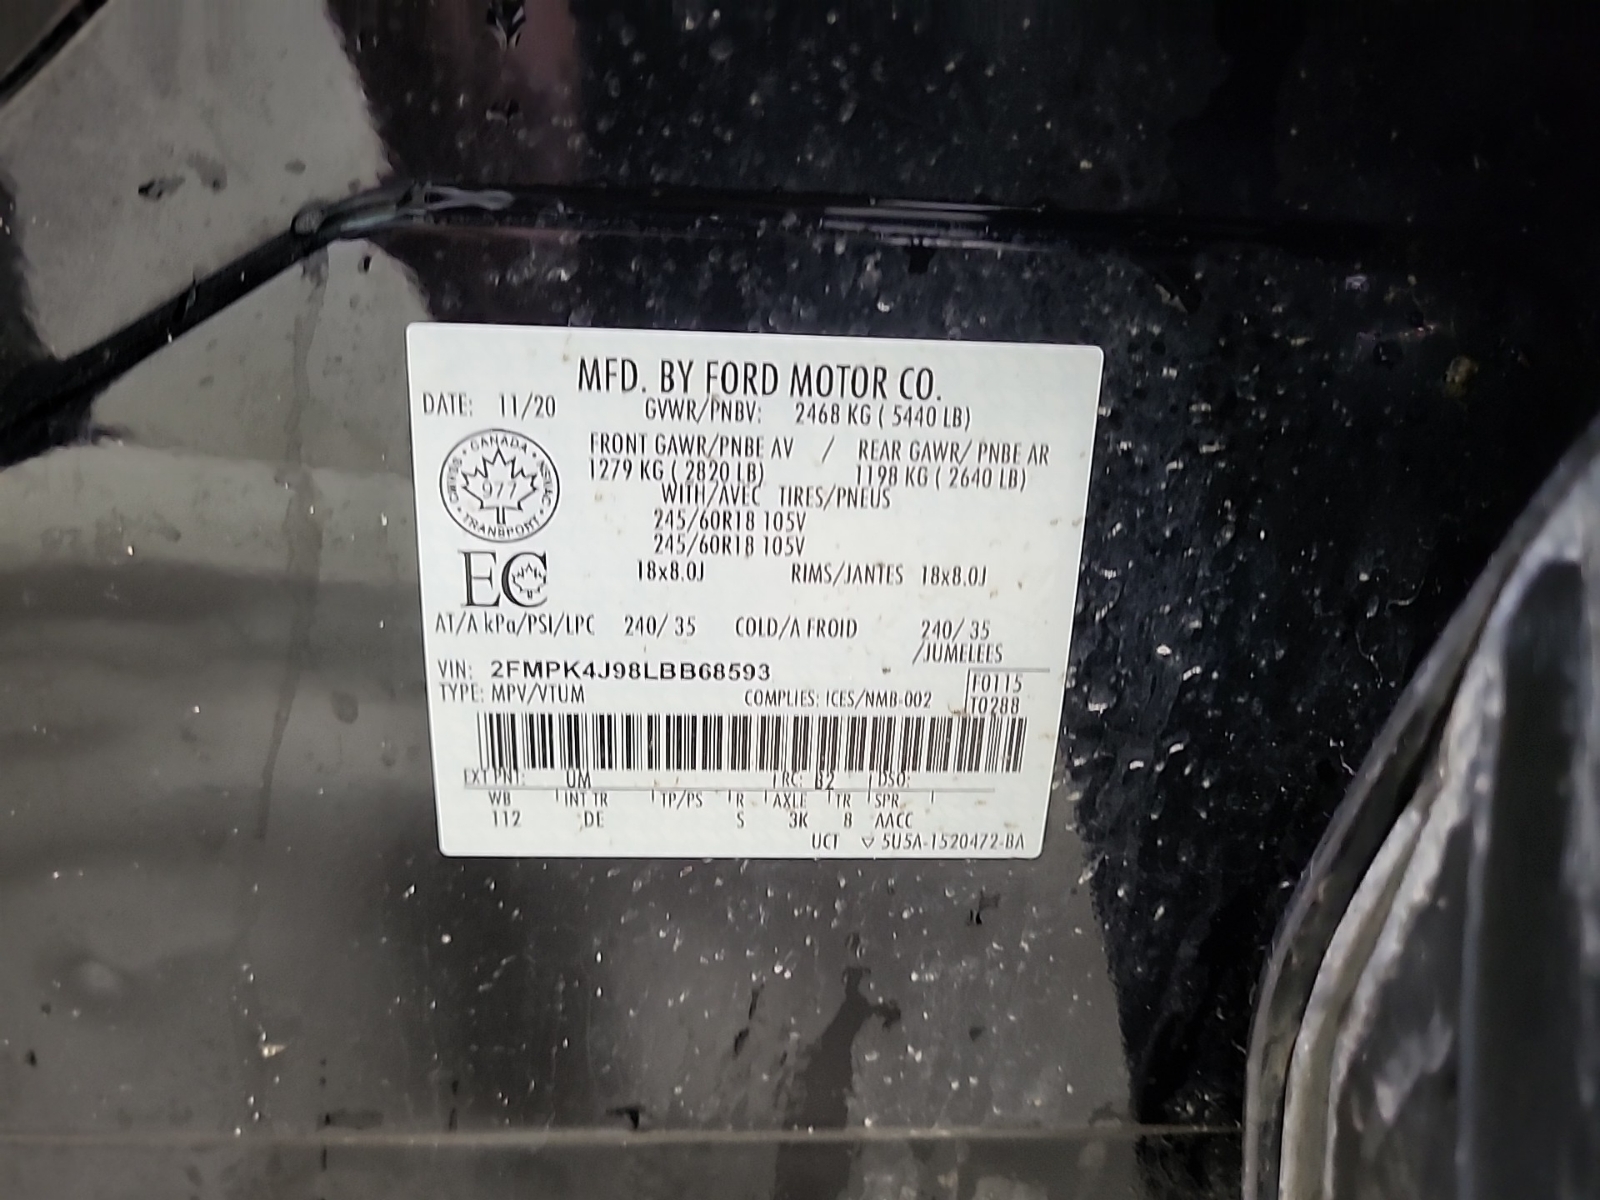 MFD. BY FORD MOTOR CO.
DATE: 11/20 GVWR/PNBV: 2468 KG ( 5440 LB)
FRONT GAWR/PNBE AV / REAR GAWR/ PNBE AR
1279 KG ( 2820 LB) 1198 KG ( 2640 LB)
WITH/AVEC TIRES/PNEUS
245/60R18 105V
245/60R18 105V
18x8.0J RIMS/JANTES 18x8.0J
CANADA
977
TRANSPORT
EC
AT/A kPa/PSI/LPC 240/ 35 COLD/A FROID 240/ 35
/JUMELEES
VIN: 2FMPK4J98LBB68593
F0115
TYPE: MPV/VTUM COMPLIES: ICES/NMB-002 T0288
EXT PNT: UM RC: B2 DSO:
WB INT TR TP/PS R AXLE TR SPR
112 DE S 3K 8 AACC
UCT ▽ 5U5A-1520472-BA